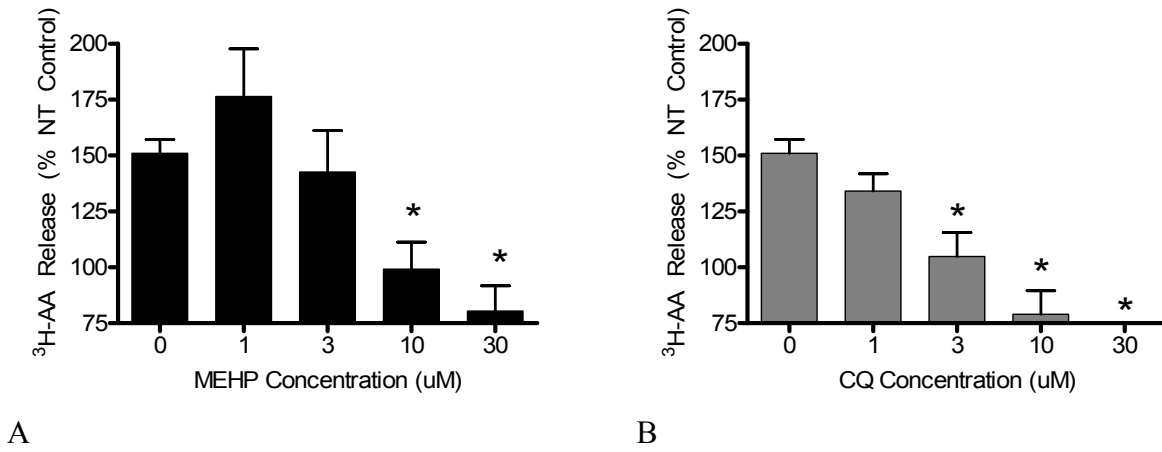 ³H-AA Release (% NT Control)
200
175
150
125
100
75
* *
0 1 3 10 30
MEHP Concentration (uM)
A
³H-AA Release (% NT Control)
200
175
150
125
100
75
* * *
0 1 3 10 30
CQ Concentration (uM)
B